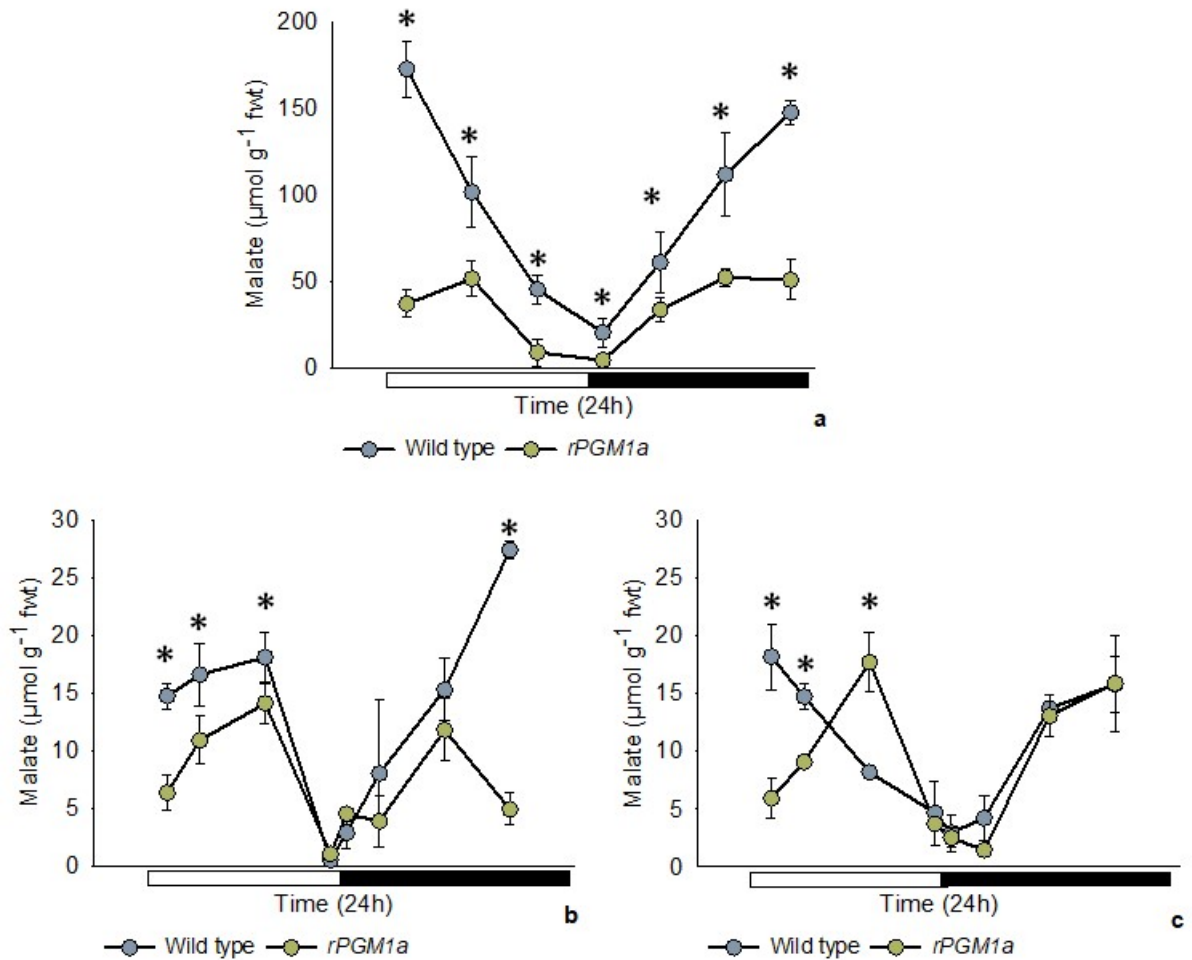 200
150
100
50
0
Malate (µmol g⁻¹ fwt)
* * * * * * *
Time (24h)
a
Wild type rPGM1a
30
25
20
15
10
5
0
Malate (µmol g⁻¹ fwt)
* * * *
Time (24h)
b
Wild type rPGM1a
30
25
20
15
10
5
0
Malate (µmol g⁻¹ fwt)
* * *
Time (24h)
c
Wild type rPGM1a